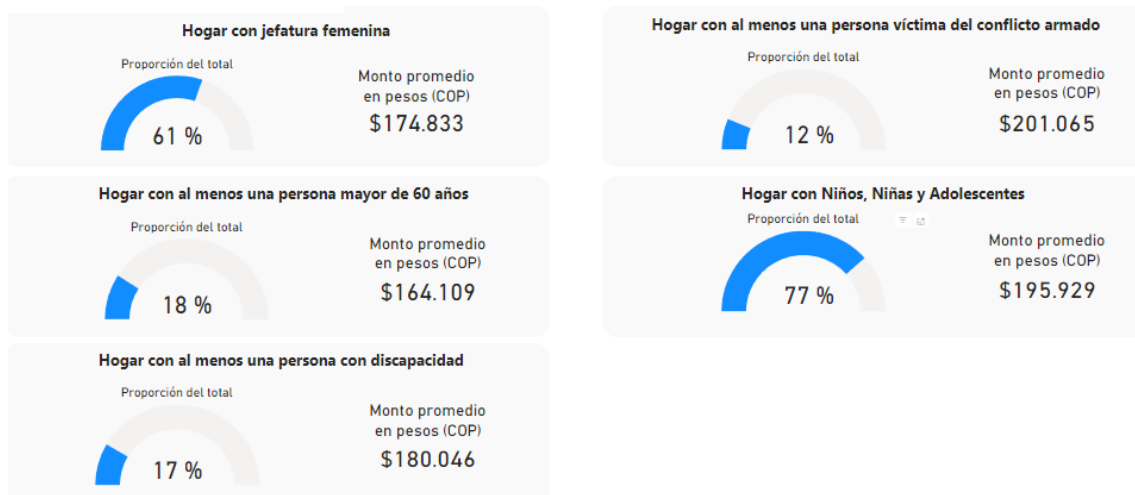 Hogar con jefatura femenina
Proporción del total
61 %
Monto promedio
en pesos (COP)
$174.833
Hogar con al menos una persona víctima del conflicto armado
Proporción del total
12 %
Monto promedio
en pesos (COP)
$201.065
Hogar con al menos una persona mayor de 60 años
Proporción del total
18 %
Monto promedio
en pesos (COP)
$164.109
Hogar con Niños, Niñas y Adolescentes
Proporción del total
77 %
Monto promedio
en pesos (COP)
$195.929
Hogar con al menos una persona con discapacidad
Proporción del total
17 %
Monto promedio
en pesos (COP)
$180.046